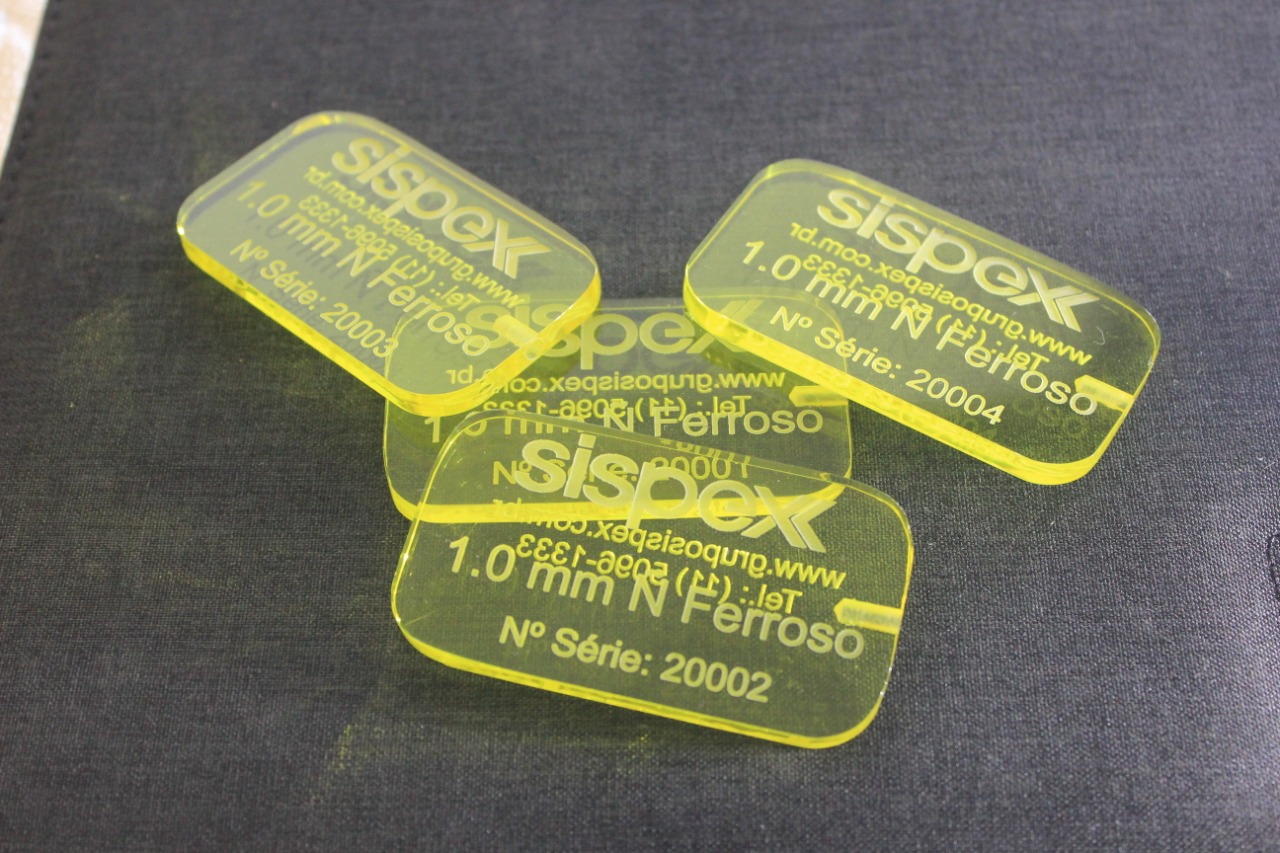 sispex
www.gruposispex.com.br
Tel.: (11) 5096-1333
1.0 mm N Ferroso
Nº Série: 20003
sispex
www.gruposispex.com.br
Tel.: (11) 5096-1333
1.0 mm N Ferroso
Nº Série: 20004
sispex
www.gruposispex.com.br
Tel.: (11) 5096-1333
1.0 mm N Ferroso
Nº
sispex
www.gruposispex.com.br
Tel.: (11) 5096-1333
1.0 mm N Ferroso
Nº Série: 20002